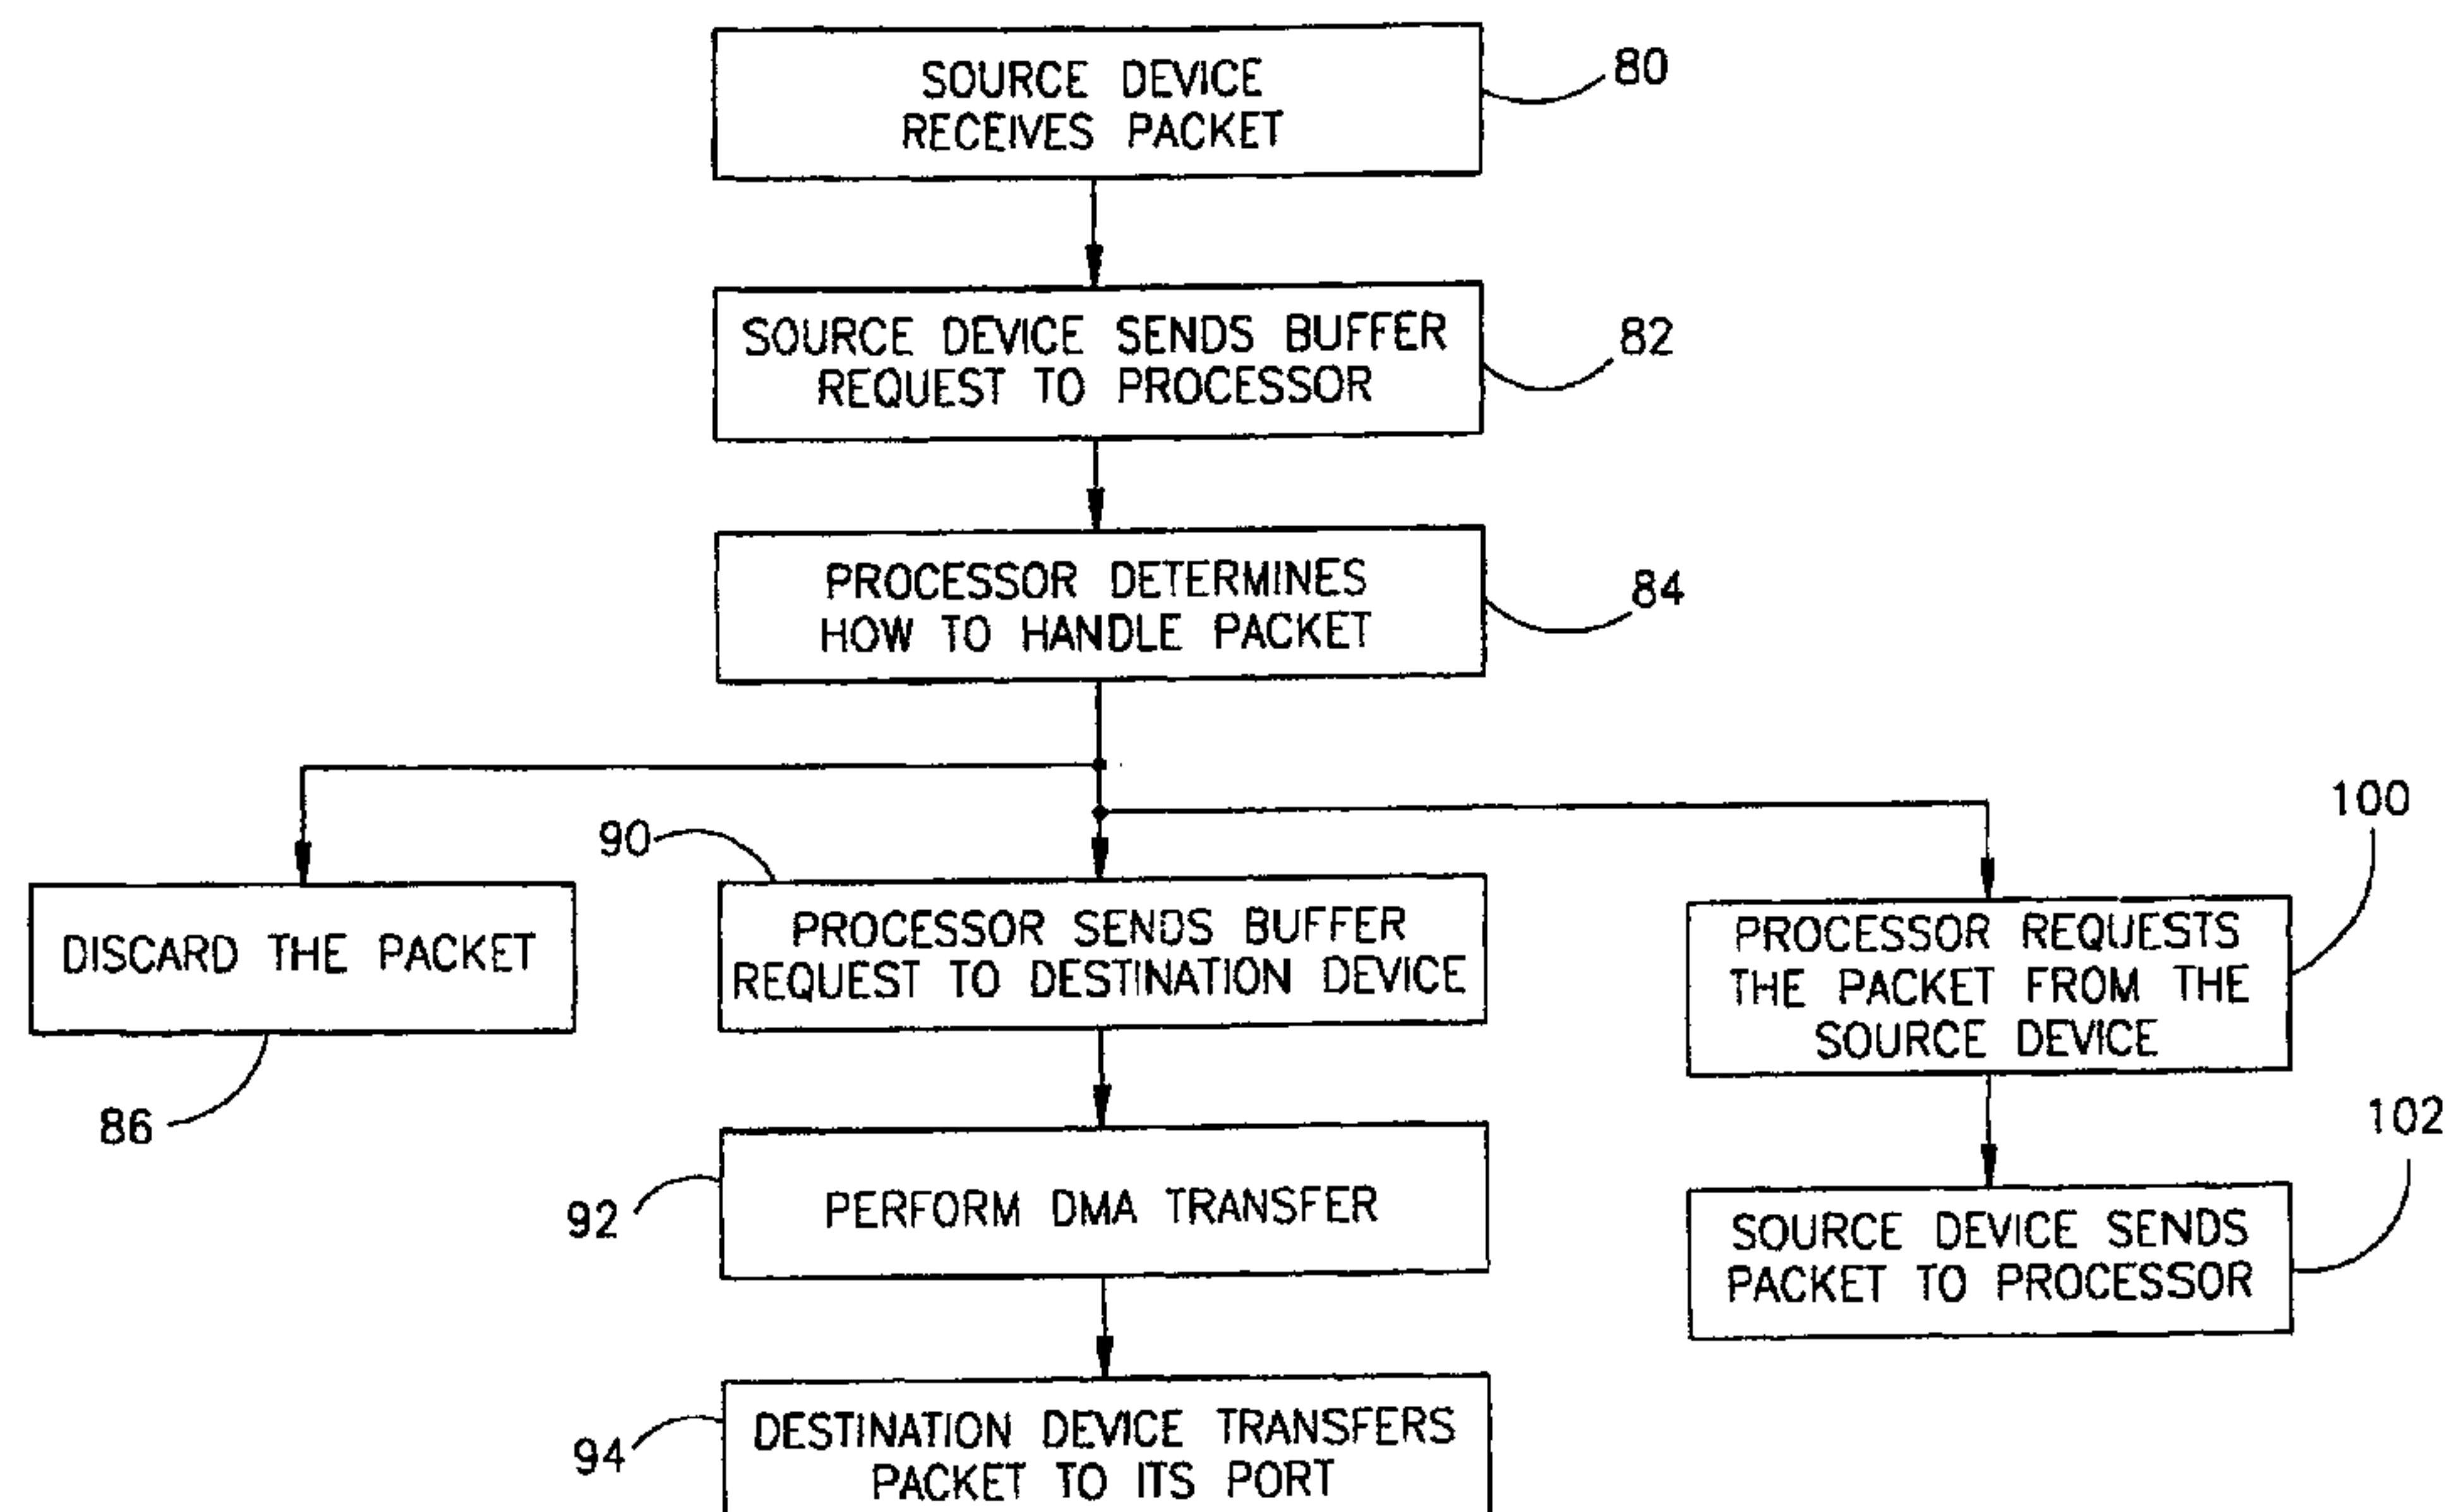 SOURCE DEVICE
RECEIVES PACKET
80
SOURCE DEVICE SENDS BUFFER
REQUEST TO PROCESSOR
82
PROCESSOR DETERMINES
HOW TO HANDLE PACKET
84
DISCARD THE PACKET
86
90
PROCESSOR SENDS BUFFER
REQUEST TO DESTINATION DEVICE
100
PROCESSOR REQUESTS
THE PACKET FROM THE
SOURCE DEVICE
92
PERFORM DMA TRANSFER
102
SOURCE DEVICE SENDS
PACKET TO PROCESSOR
94
DESTINATION DEVICE TRANSFERS
PACKET TO ITS PORT